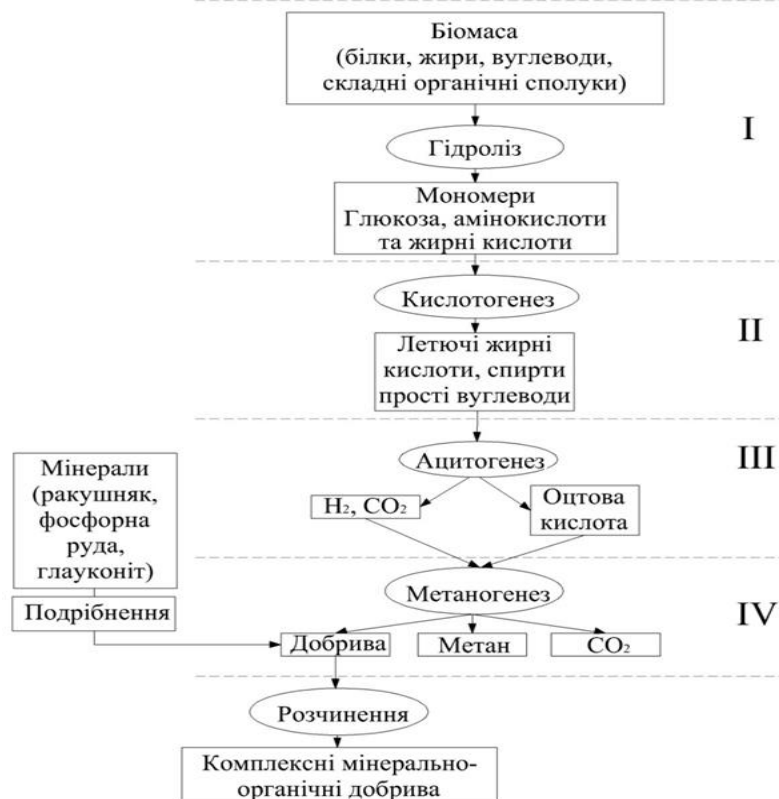 Біомаса
(білки, жири, вуглеводи,
складні органічні сполуки)
I
Гідроліз
Мономери
Глюкоза, амінокислоти
та жирні кислоти
Кислотогенез
II
Летючі жирні
кислоти, спирти
прості вуглеводи
Ацитогенез
III
H₂, CO₂
Оцтова
кислота
Мінерали
(ракушняк,
фосфорна
руда,
глауконіт)
Подрібнення
Метаногенез
IV
Добрива
Метан
CO₂
Розчинення
Комплексні мінерально-
органічні добрива